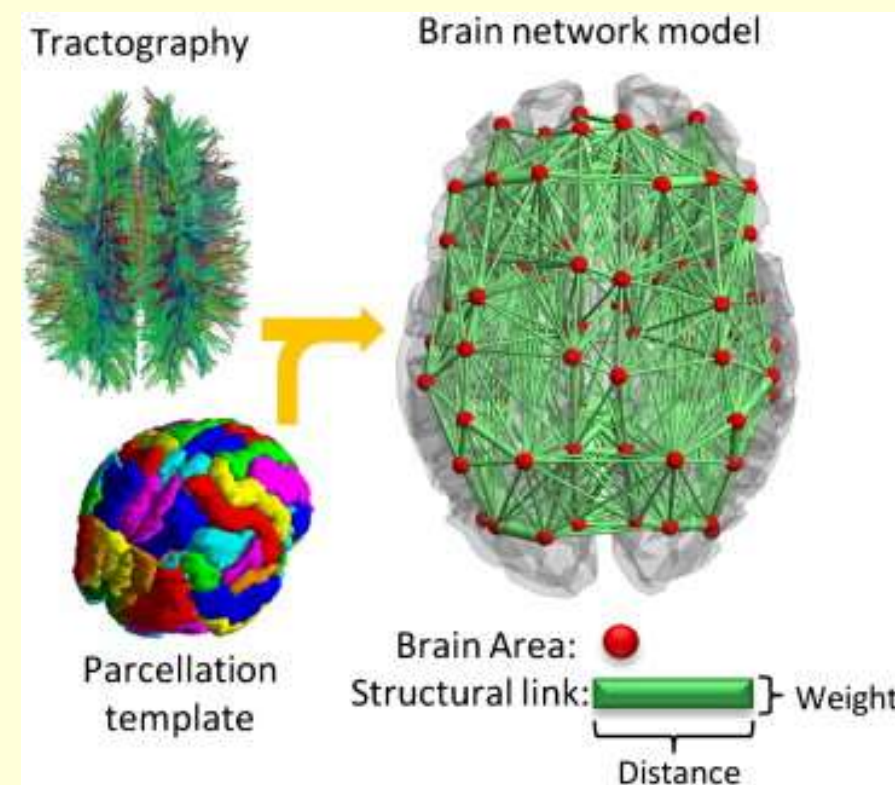 Tractography
Brain network model
Parcellation
template
Brain Area:
Structural link:
Weight
Distance